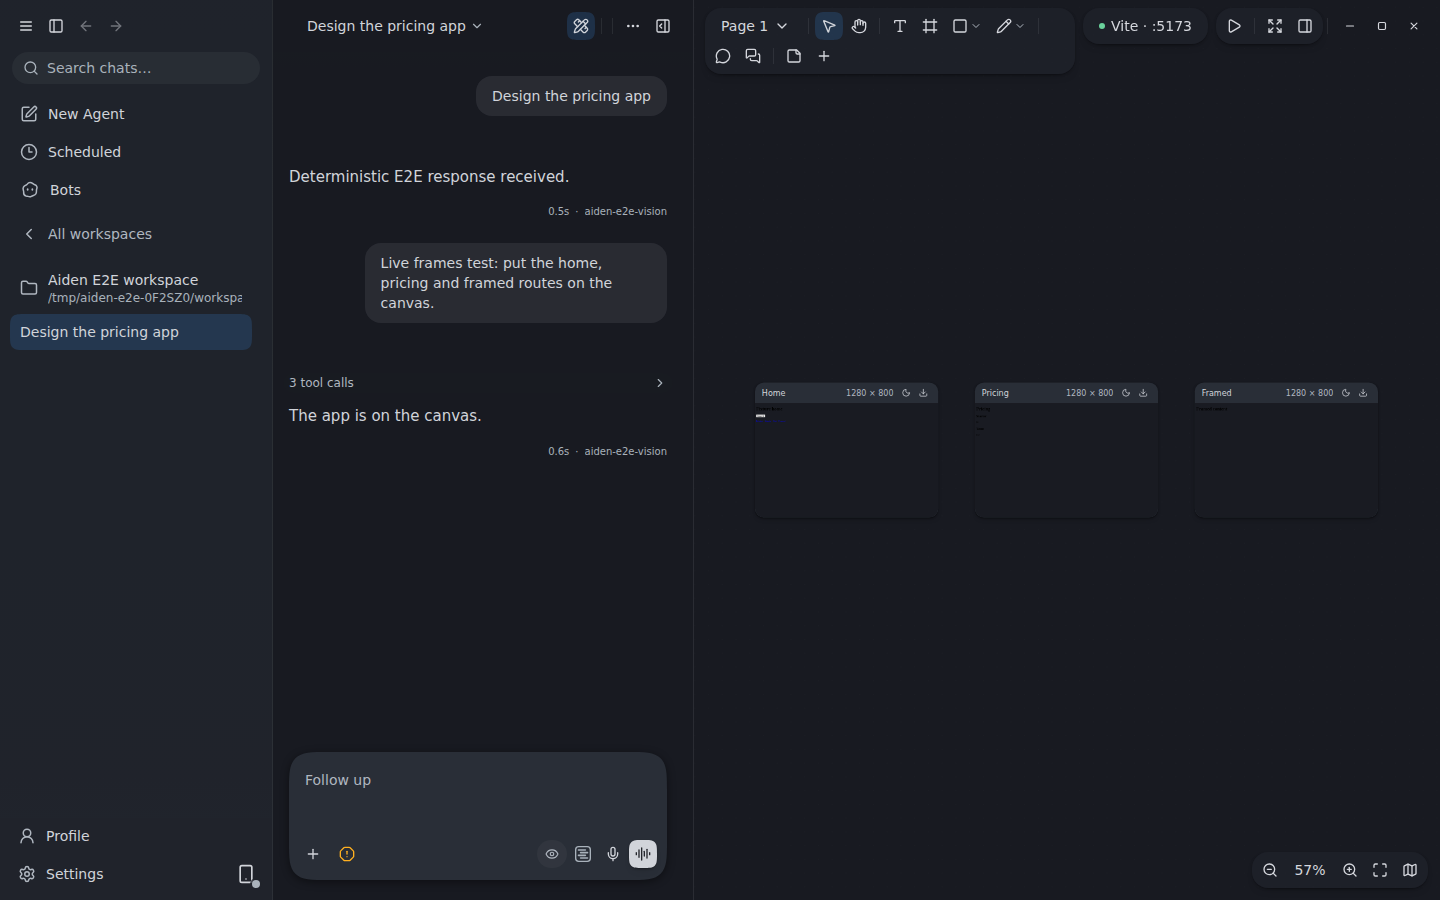 Search chats...
New Agent
Scheduled
Bots
All workspaces
Aiden E2E workspace
/tmp/aiden-e2e-0F2SZ0/workspa
Design the pricing app
Profile
Settings
Design the pricing app
Design the pricing app
Deterministic E2E response received.
0.5s · aiden-e2e-vision
Live frames test: put the home,
pricing and framed routes on the
canvas.
3 tool calls
The app is on the canvas.
0.6s · aiden-e2e-vision
Follow up
Page 1
Vite · :5173
Home 1280 × 800
Pricing 1280 × 800
Framed 1280 × 800
57%